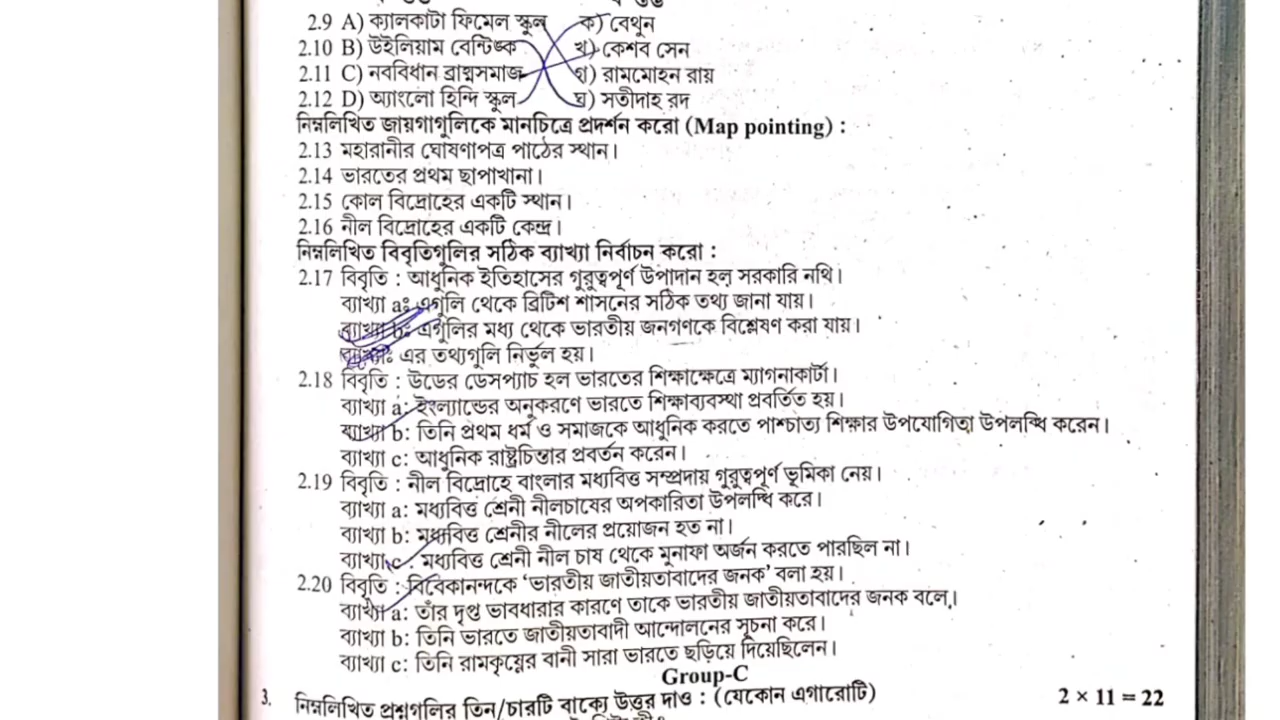 2.9 A) ক্যালকাটা ফিমেল স্কুল ক) বেথুন
2.10 B) উইলিয়াম বেন্টিঙ্ক খ) কেশব সেন
2.11 C) নববিধান ব্রাহ্মসমাজ গ) রামমোহন রায়
2.12 D) অ্যাংলো হিন্দি স্কুল ঘ) সতীদাহ রদ
নিম্নলিখিত জায়গাগুলিকে মানচিত্রে প্রদর্শন করো (Map pointing) :
2.13 মহারানীর ঘোষণাপত্র পাঠের স্থান।
2.14 ভারতের প্রথম ছাপাখানা।
2.15 কোল বিদ্রোহের একটি স্থান।
2.16 নীল বিদ্রোহের একটি কেন্দ্র।
নিম্নলিখিত বিবৃতিগুলির সঠিক ব্যাখ্যা নির্বাচন করো :
2.17 বিবৃতি : আধুনিক ইতিহাসের গুরুত্বপূর্ণ উপাদান হল সরকারি নথি।
ব্যাখ্যা a: এগুলি থেকে ব্রিটিশ শাসনের সঠিক তথ্য জানা যায়।
ব্যাখ্যা b: এগুলির মধ্য থেকে ভারতীয় জনগণকে বিশ্লেষণ করা যায়।
এর তথ্যগুলি নির্ভুল হয়।
2.18 বিবৃতি : উডের ডেসপ্যাচ হল ভারতের শিক্ষাক্ষেত্রে ম্যাগনাকার্টা।
ব্যাখ্যা a: ইংল্যান্ডের অনুকরণে ভারতে শিক্ষাব্যবস্থা প্রবর্তিত হয়।
ব্যাখ্যা b: তিনি প্রথম ধর্ম ও সমাজকে আধুনিক করতে পাশ্চাত্য শিক্ষার উপযোগিতা উপলব্ধি করেন।
ব্যাখ্যা c: আধুনিক রাষ্ট্রচিন্তার প্রবর্তন করেন।
2.19 বিবৃতি : নীল বিদ্রোহে বাংলার মধ্যবিত্ত সম্প্রদায় গুরুত্বপূর্ণ ভূমিকা নেয়।
ব্যাখ্যা a: মধ্যবিত্ত শ্রেনী নীলচাষের অপকারিতা উপলব্ধি করে।
ব্যাখ্যা b: মধ্যবিত্ত শ্রেনীর নীলের প্রয়োজন হত না।
ব্যাখ্যা c : মধ্যবিত্ত শ্রেনী নীল চাষ থেকে মুনাফা অর্জন করতে পারছিল না।
2.20 বিবৃতি : বিবেকানন্দকে ‘ভারতীয় জাতীয়তাবাদের জনক’ বলা হয়।
ব্যাখ্যা a: তাঁর দৃপ্ত ভাবধারার কারণে তাকে ভারতীয় জাতীয়তাবাদের জনক বলে।
ব্যাখ্যা b: তিনি ভারতে জাতীয়তাবাদী আন্দোলনের সূচনা করে।
ব্যাখ্যা c: তিনি রামকৃষ্ণের বানী সারা ভারতে ছড়িয়ে দিয়েছিলেন।
Group-C
3. নিম্নলিখিত প্রশ্নগুলির তিন/চারটি বাক্যে উত্তর দাও : (যেকোন এগারোটি) 2 × 11 = 22